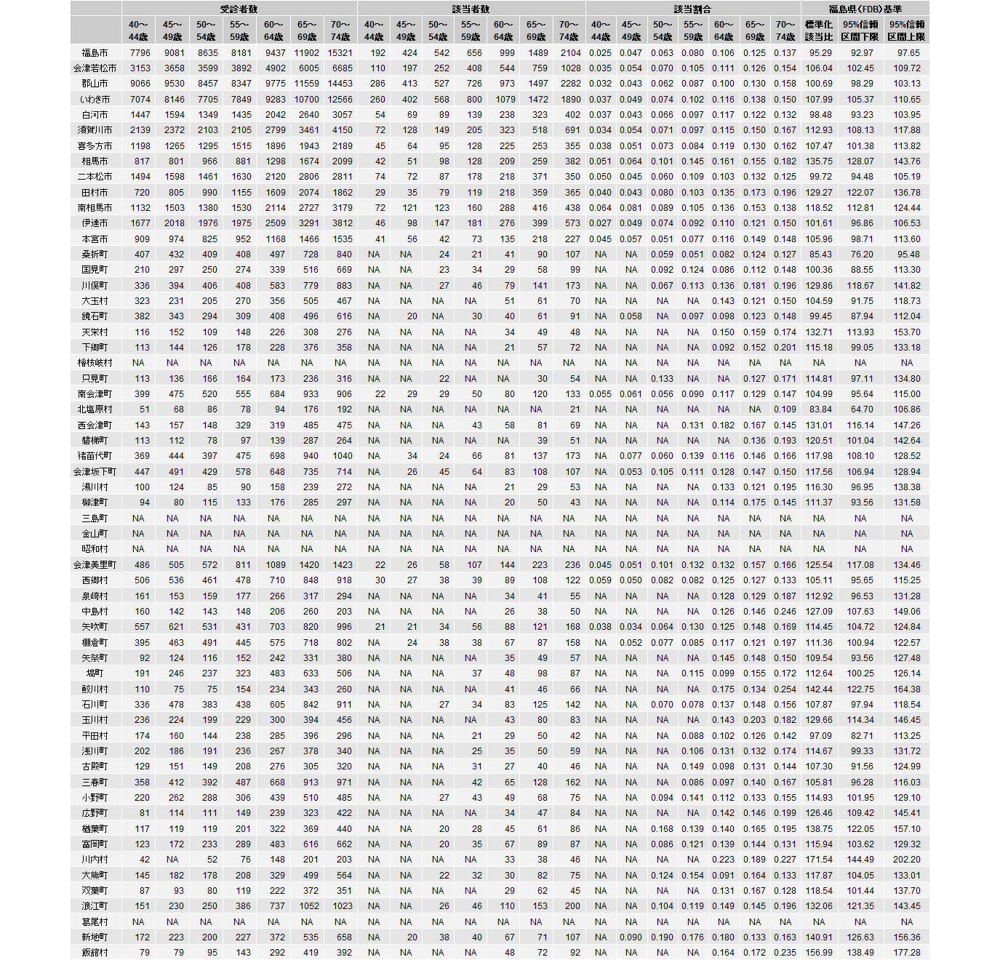 受診者数 該当者数 該当割合 福島県（FDB）基準
40～ 45～ 50～ 55～ 60～ 65～ 70～ 40～ 45～ 50～ 55～ 60～ 65～ 70～ 40～ 45～ 50～ 55～ 60～ 65～ 70～ 標準化 95%信頼 95%信頼
44歳 49歳 54歳 59歳 64歳 69歳 74歳 44歳 49歳 54歳 59歳 64歳 69歳 74歳 44歳 49歳 54歳 59歳 64歳 69歳 74歳 該当比 区間下限 区間上限
福島市 7796 9081 8635 8181 9437 11902 15321 192 424 542 656 999 1489 2104 0.025 0.047 0.063 0.080 0.106 0.125 0.137 95.29 92.97 97.65
会津若松市 3153 3658 3599 3892 4902 6005 6685 110 197 252 408 544 759 1028 0.035 0.054 0.070 0.105 0.111 0.126 0.154 106.04 102.45 109.72
郡山市 9066 9530 8457 8347 9775 11559 14453 286 413 527 726 973 1497 2282 0.032 0.043 0.062 0.087 0.100 0.130 0.158 100.69 98.29 103.13
いわき市 7074 8146 7705 7849 9283 10700 12566 260 402 568 800 1079 1472 1890 0.037 0.049 0.074 0.102 0.116 0.138 0.150 107.99 105.37 110.65
白河市 1447 1594 1349 1435 2042 2640 3057 54 69 89 139 238 323 402 0.037 0.043 0.066 0.097 0.117 0.122 0.132 98.48 93.23 103.95
須賀川市 2139 2372 2103 2105 2799 3461 4150 72 128 149 205 323 518 691 0.034 0.054 0.071 0.097 0.115 0.150 0.167 112.93 108.13 117.88
喜多方市 1198 1265 1295 1515 1896 1943 2189 45 64 95 128 225 253 355 0.038 0.051 0.073 0.084 0.119 0.130 0.162 107.47 101.38 113.82
相馬市 817 801 966 881 1298 1674 2099 42 51 98 128 209 259 382 0.051 0.064 0.101 0.145 0.161 0.155 0.182 135.75 128.07 143.76
二本松市 1494 1598 1461 1630 2120 2806 2811 74 72 87 178 218 371 350 0.050 0.045 0.060 0.109 0.103 0.132 0.125 99.72 94.48 105.19
田村市 720 805 990 1155 1609 2074 1862 29 35 79 119 218 359 365 0.040 0.043 0.080 0.103 0.135 0.173 0.196 129.27 122.07 136.78
南相馬市 1132 1503 1380 1530 2114 2727 3179 72 121 123 160 288 416 438 0.064 0.081 0.089 0.105 0.136 0.153 0.138 118.52 112.81 124.44
伊達市 1677 2018 1976 1975 2509 3291 3812 46 98 147 181 276 399 573 0.027 0.049 0.074 0.092 0.110 0.121 0.150 101.61 96.86 106.53
本宮市 909 974 825 952 1168 1466 1535 41 56 42 73 135 218 227 0.045 0.057 0.051 0.077 0.116 0.149 0.148 105.96 98.71 113.60
桑折町 407 432 409 408 497 728 840 NA NA 24 21 41 90 107 NA NA 0.059 0.051 0.082 0.124 0.127 85.43 76.20 95.48
国見町 210 297 250 274 339 516 669 NA NA 23 34 29 58 99 NA NA 0.092 0.124 0.086 0.112 0.148 100.36 88.55 113.30
川俣町 336 394 406 408 583 779 883 NA NA 27 46 79 141 173 NA NA 0.067 0.113 0.136 0.181 0.196 129.86 118.67 141.82
大玉村 323 231 205 270 356 505 467 NA NA NA NA 51 61 70 NA NA NA NA 0.143 0.121 0.150 104.59 91.75 118.73
鏡石町 382 343 294 309 408 496 616 NA 20 NA 30 40 61 91 NA 0.058 NA 0.097 0.098 0.123 0.148 99.45 87.94 112.04
天栄村 116 152 109 148 226 308 276 NA NA NA NA 34 49 48 NA NA NA NA 0.150 0.159 0.174 132.71 113.93 153.70
下郷町 113 144 126 178 228 376 358 NA NA NA NA 21 57 72 NA NA NA NA 0.092 0.152 0.201 115.18 99.05 133.18
檜枝岐村 NA NA NA NA NA NA NA NA NA NA NA NA NA NA NA NA NA NA NA NA NA NA NA NA
只見町 113 136 166 164 173 236 316 NA NA 22 NA NA 30 54 NA NA 0.133 NA NA 0.127 0.171 114.81 97.11 134.80
南会津町 399 475 520 555 684 933 906 22 29 29 50 80 120 133 0.055 0.061 0.056 0.090 0.117 0.129 0.147 104.99 95.64 115.00
北塩原村 51 68 86 78 94 176 192 NA NA NA NA NA NA 21 NA NA NA NA NA NA 0.109 83.84 64.70 106.86
西会津町 143 157 148 329 319 485 475 NA NA NA 43 58 81 69 NA NA NA 0.131 0.182 0.167 0.145 131.01 116.14 147.26
磐梯町 113 112 78 97 139 287 264 NA NA NA NA NA 39 51 NA NA NA NA NA 0.136 0.193 120.51 101.04 142.64
猪苗代町 369 444 397 475 698 940 1040 NA 34 24 66 81 137 173 NA 0.077 0.060 0.139 0.116 0.146 0.166 117.98 108.10 128.52
会津坂下町 447 491 429 578 648 735 714 NA 26 45 64 83 108 107 NA 0.053 0.105 0.111 0.128 0.147 0.150 117.56 106.94 128.94
湯川村 100 124 85 90 158 239 272 NA NA NA NA 21 29 53 NA NA NA NA 0.133 0.121 0.195 116.30 96.95 138.38
柳津町 94 80 115 133 176 285 297 NA NA NA NA 20 50 43 NA NA NA NA 0.114 0.175 0.145 111.37 93.56 131.58
三島町 NA NA NA NA NA NA NA NA NA NA NA NA NA NA NA NA NA NA NA NA NA NA NA NA
金山町 NA NA NA NA NA NA NA NA NA NA NA NA NA NA NA NA NA NA NA NA NA NA NA NA
昭和村 NA NA NA NA NA NA NA NA NA NA NA NA NA NA NA NA NA NA NA NA NA NA NA NA
会津美里町 486 505 572 811 1089 1420 1423 22 26 58 107 144 223 236 0.045 0.051 0.101 0.132 0.132 0.157 0.166 125.54 117.08 134.46
西郷村 506 536 461 478 710 848 918 30 27 38 39 89 108 122 0.059 0.050 0.082 0.082 0.125 0.127 0.133 105.11 95.65 115.25
泉崎村 161 153 159 177 266 317 294 NA NA NA NA 34 41 55 NA NA NA NA 0.128 0.129 0.187 112.92 96.53 131.28
中島村 160 142 143 148 206 260 203 NA NA NA NA 26 38 50 NA NA NA NA 0.126 0.146 0.246 127.09 107.63 149.06
矢吹町 557 621 531 431 703 820 996 21 21 34 56 88 121 168 0.038 0.034 0.064 0.130 0.125 0.148 0.169 114.45 104.72 124.84
棚倉町 395 463 491 445 575 718 802 NA 24 38 38 67 87 158 NA 0.052 0.077 0.085 0.117 0.121 0.197 111.36 100.94 122.57
矢祭町 92 124 116 152 242 331 380 NA NA NA NA 35 49 57 NA NA NA NA 0.145 0.148 0.150 109.54 93.56 127.48
塙町 191 246 237 323 483 633 506 NA NA NA 37 48 98 87 NA NA NA 0.115 0.099 0.155 0.172 112.64 100.25 126.14
鮫川村 110 75 75 154 234 343 260 NA NA NA NA 41 46 66 NA NA NA NA 0.175 0.134 0.254 142.44 122.75 164.38
石川町 336 478 383 438 605 842 911 NA NA 27 34 83 125 142 NA NA 0.070 0.078 0.137 0.148 0.156 107.87 97.94 118.54
玉川村 236 224 199 229 300 394 456 NA NA NA NA 43 80 83 NA NA NA NA 0.143 0.203 0.182 129.66 114.34 146.45
平田村 174 160 144 238 285 396 296 NA NA NA 21 29 50 42 NA NA NA 0.088 0.102 0.126 0.142 97.09 82.71 113.25
浅川町 202 186 191 236 267 378 340 NA NA NA 25 35 50 59 NA NA NA 0.106 0.131 0.132 0.174 114.67 99.33 131.72
古殿町 129 151 149 208 276 305 320 NA NA NA 31 27 40 46 NA NA NA 0.149 0.098 0.131 0.144 107.30 91.56 124.99
三春町 358 412 392 487 668 913 971 NA NA NA 42 65 128 162 NA NA NA 0.086 0.097 0.140 0.167 105.81 96.28 116.03
小野町 220 262 288 306 439 510 485 NA NA 27 43 49 68 75 NA NA 0.094 0.141 0.112 0.133 0.155 114.93 101.95 129.10
広野町 81 114 111 149 239 323 422 NA NA NA NA 34 47 84 NA NA NA NA 0.142 0.146 0.199 126.46 109.42 145.41
楢葉町 117 119 119 201 322 369 440 NA NA 20 28 45 61 86 NA NA 0.168 0.139 0.140 0.165 0.195 138.75 122.05 157.10
富岡町 123 172 233 289 483 616 662 NA NA 20 35 67 89 87 NA NA 0.086 0.121 0.139 0.144 0.131 115.94 103.62 129.32
川内村 42 NA 52 76 148 201 203 NA NA NA NA 33 38 46 NA NA NA NA 0.223 0.189 0.227 171.54 144.49 202.20
大熊町 145 182 178 208 329 499 564 NA NA 22 32 30 82 75 NA NA 0.124 0.154 0.091 0.164 0.133 117.87 104.05 133.01
双葉町 87 93 80 119 222 372 351 NA NA NA NA 29 62 45 NA NA NA NA 0.131 0.167 0.128 118.54 101.44 137.70
浪江町 151 230 250 386 737 1052 1023 NA NA 26 46 110 153 200 NA NA 0.104 0.119 0.149 0.145 0.196 132.06 121.35 143.45
葛尾村 NA NA NA NA NA NA NA NA NA NA NA NA NA NA NA NA NA NA NA NA NA NA NA NA
新地町 172 223 200 227 372 535 658 NA 20 38 40 67 71 107 NA 0.090 0.190 0.176 0.180 0.133 0.163 140.91 126.63 156.36
飯舘村 79 79 95 143 292 419 392 NA NA NA NA 48 72 92 NA NA NA NA 0.164 0.172 0.235 156.99 138.49 177.28